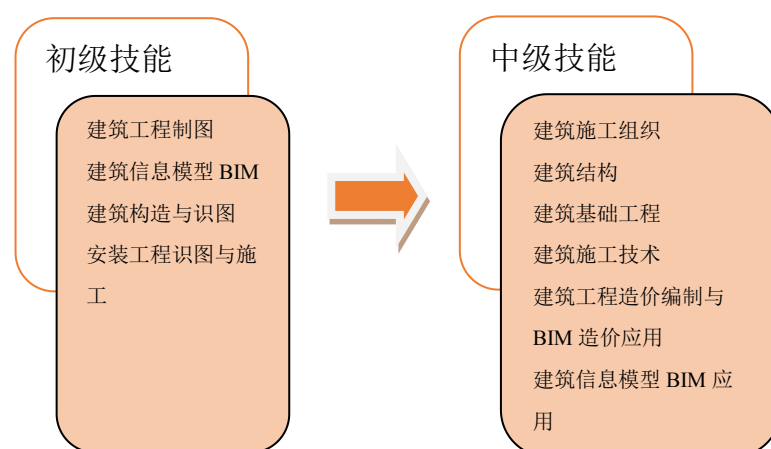 初级技能
建筑工程制图
建筑信息模型 BIM
建筑构造与识图
安装工程识图与施
工
中级技能
建筑施工组织
建筑结构
建筑基础工程
建筑施工技术
建筑工程造价编制与
BIM 造价应用
建筑信息模型 BIM 应
用